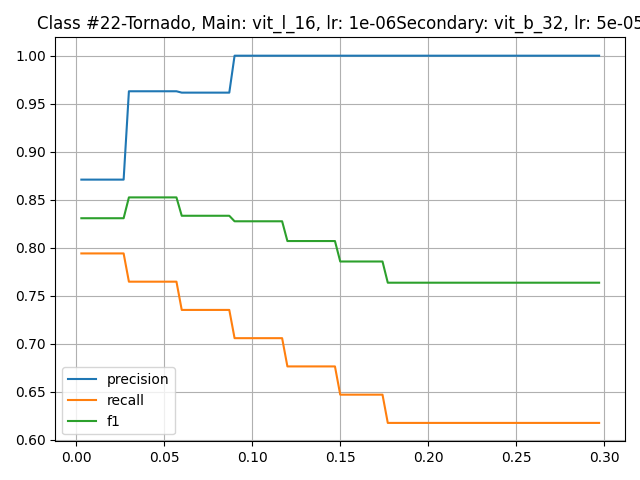 Class #22-Tornado, Main: vit_l_16, lr: 1e-06Secondary: vit_b_32, lr: 5e-05
1.00
0.95
0.90
0.85
0.80
0.75
0.70
0.65
0.60
precision
recall
f1
0.00 0.05 0.10 0.15 0.20 0.25 0.30